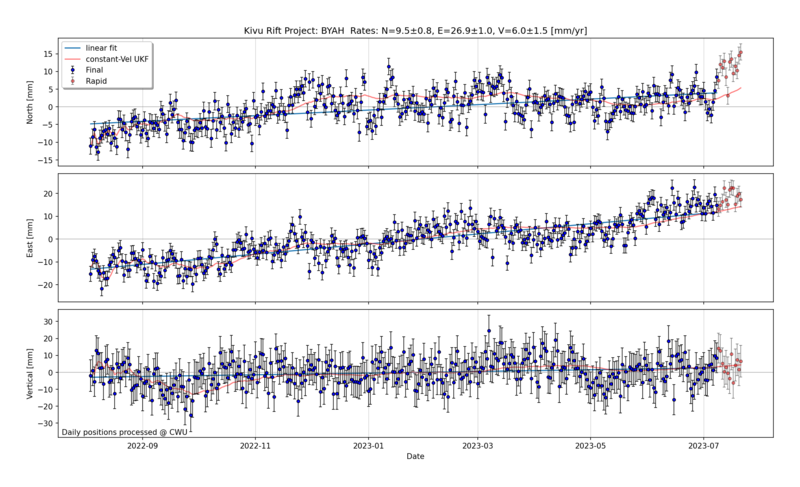 Kivu Rift Project: BYAH  Rates: N=9.5±0.8, E=26.9±1.0, V=6.0±1.5 [mm/yr]
linear fit
constant-Vel UKF
Final
Rapid
North [mm]
15
10
5
0
−5
−10
−15
East [mm]
20
10
0
−10
−20
Vertical [mm]
30
20
10
0
−10
−20
−30
Daily positions processed @ CWU
2022-09
2022-11
2023-01
2023-03
2023-05
2023-07
Date